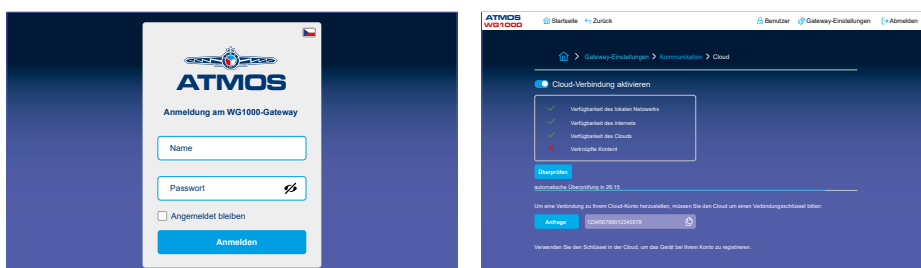 ATMOS
Anmeldung am WG1000-Gateway
Name
Passwort
Angemeldet bleiben
Anmelden
ATMOS
WG1000
Startseite
Zurück
Benutzer
Gateway-Einstellungen
Abmelden
Gateway-Einstellungen > Kommunikation > Cloud
Cloud-Verbindung aktivieren
Verfügbarkeit des lokalen Netzwerks
Verfügbarkeit des internets
Verfügbarkeit des Clouds
Verknüpfte Kontent
Überprüfen
automatische Überprüfung in 26:15
Um eine Verbindung zu Ihrem Cloud-Konto herzustellen, müssen Sie den Cloud um einen Verbindungsschlüssel bitten:
Anfrage
Verwenden Sie den Schlüssel in der Cloud, um das Gerät bei Ihrem Konto zu registrieren.